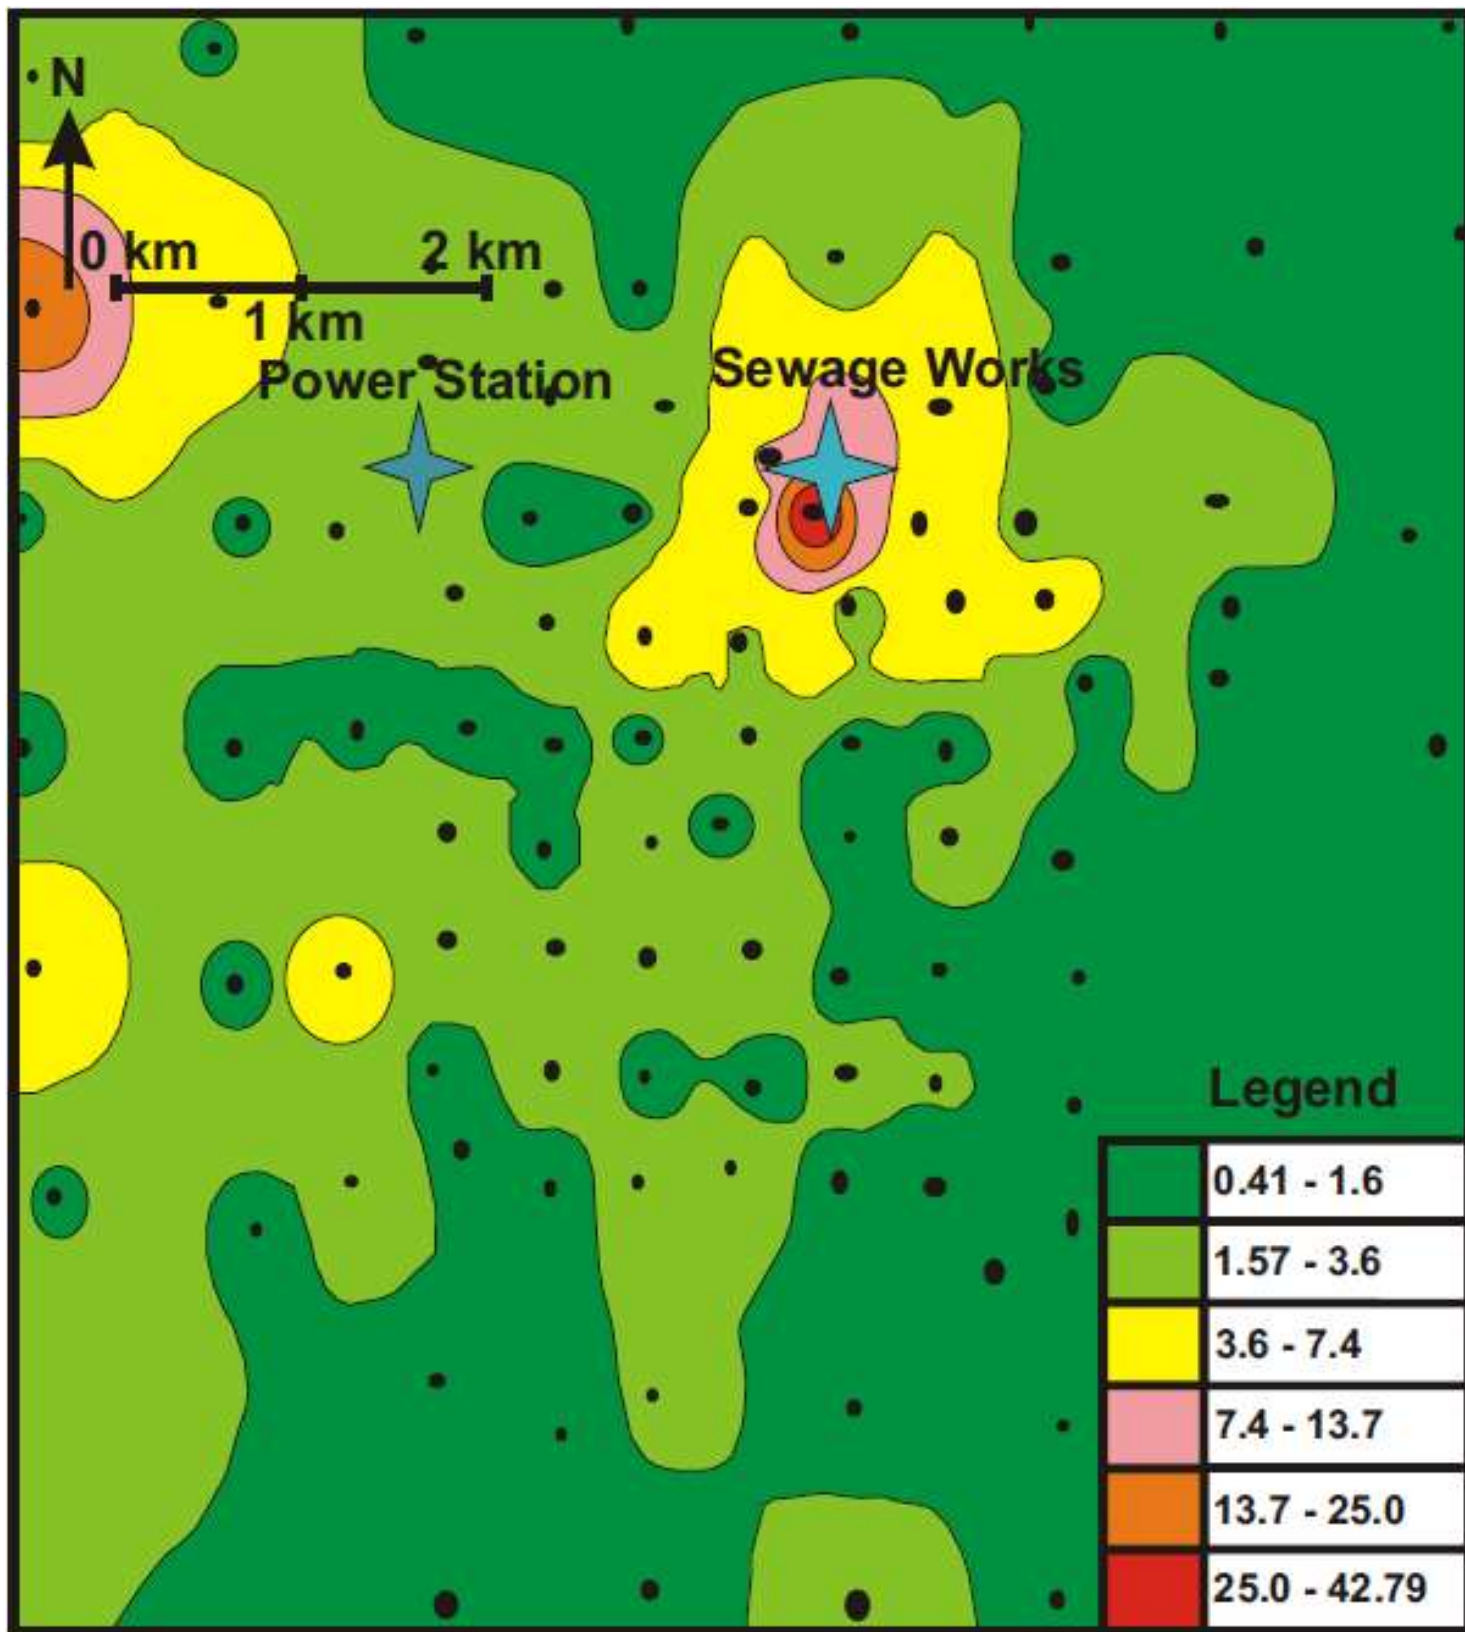 N
0 km 2 km
1 km
Power Station
Sewage Works
Legend
0.41 - 1.6
1.57 - 3.6
3.6 - 7.4
7.4 - 13.7
13.7 - 25.0
25.0 - 42.79